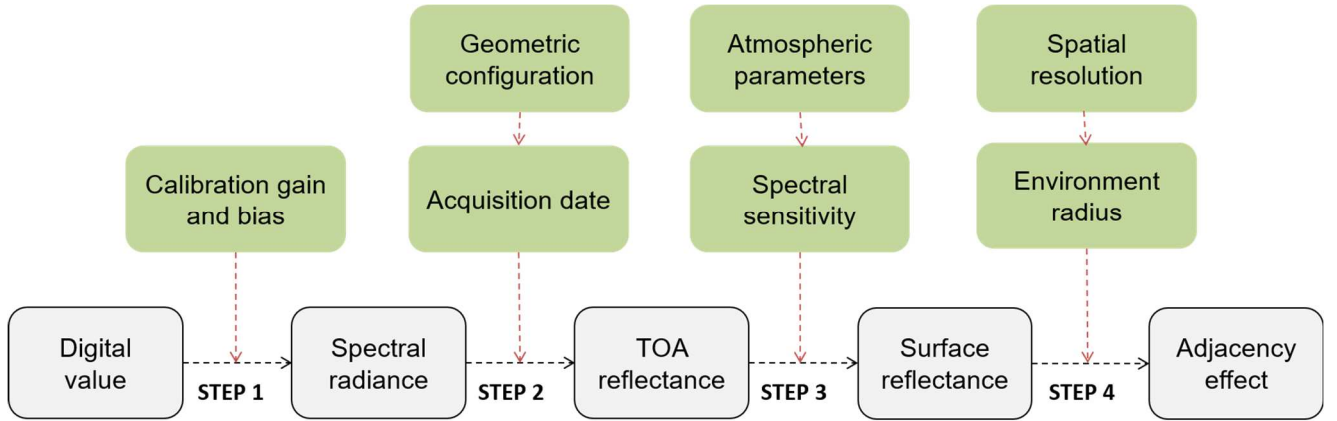 Geometric
configuration
Atmospheric
parameters
Spatial
resolution
Calibration gain
and bias
Acquisition date
Spectral
sensitivity
Environment
radius
Digital
value
STEP 1
Spectral
radiance
STEP 2
TOA
reflectance
STEP 3
Surface
reflectance
STEP 4
Adjacency
effect